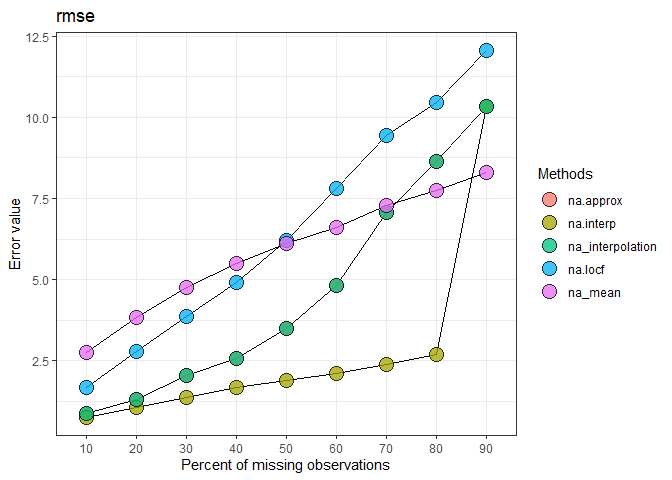 rmse
12.5
10.0
7.5
5.0
2.5
Error value
10 20 30 40 50 60 70 80 90
Percent of missing observations
Methods
na.approx
na.interp
na_interpolation
na.locf
na_mean